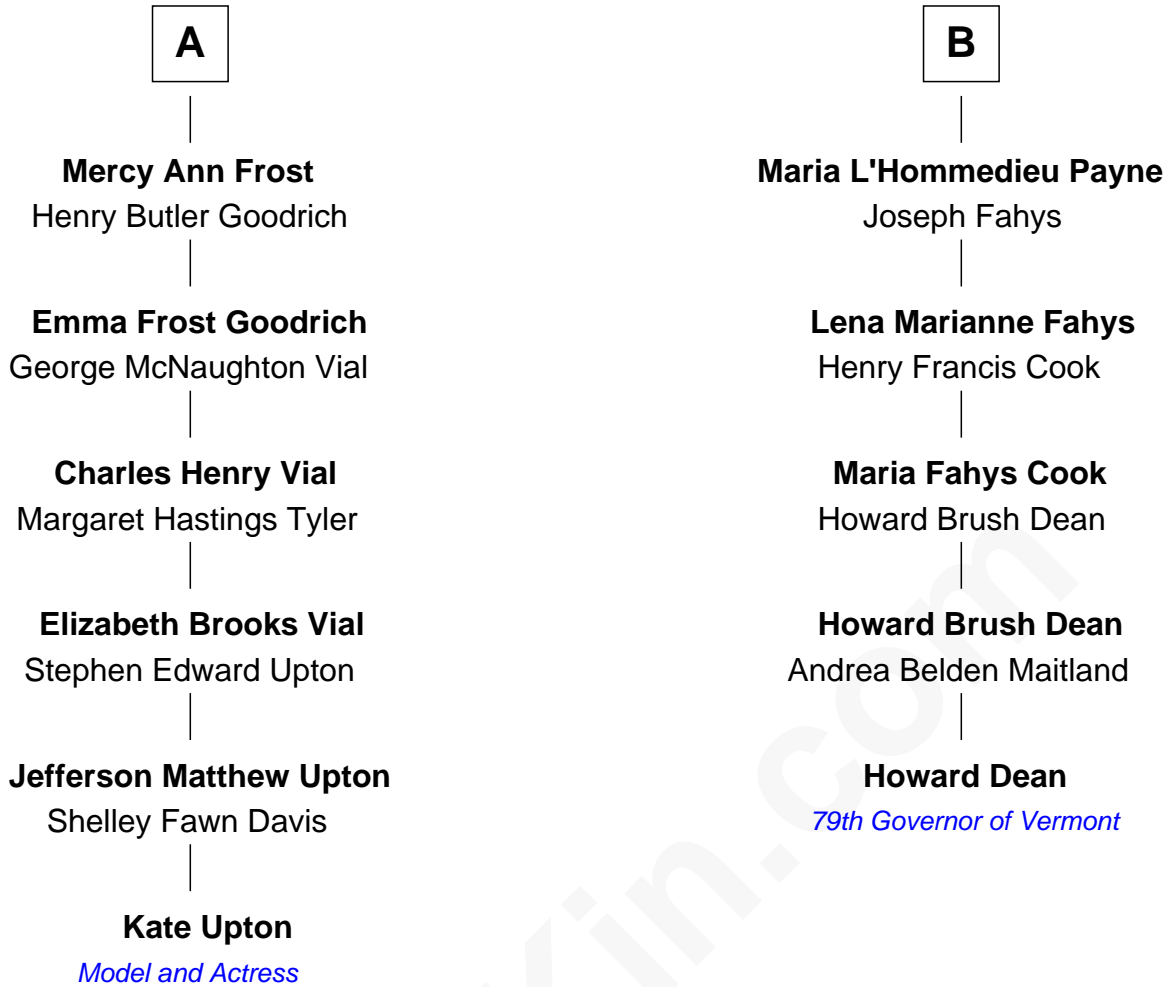 A
Mercy Ann Frost
Henry Butler Goodrich
Emma Frost Goodrich
George McNaughton Vial
Charles Henry Vial
Margaret Hastings Tyler
Elizabeth Brooks Vial
Stephen Edward Upton
Jefferson Matthew Upton
Shelley Fawn Davis
Kate Upton
Model and Actress
B
Maria L'Hommedieu Payne
Joseph Fahys
Lena Marianne Fahys
Henry Francis Cook
Maria Fahys Cook
Howard Brush Dean
Howard Brush Dean
Andrea Belden Maitland
Howard Dean
79th Governor of Vermont